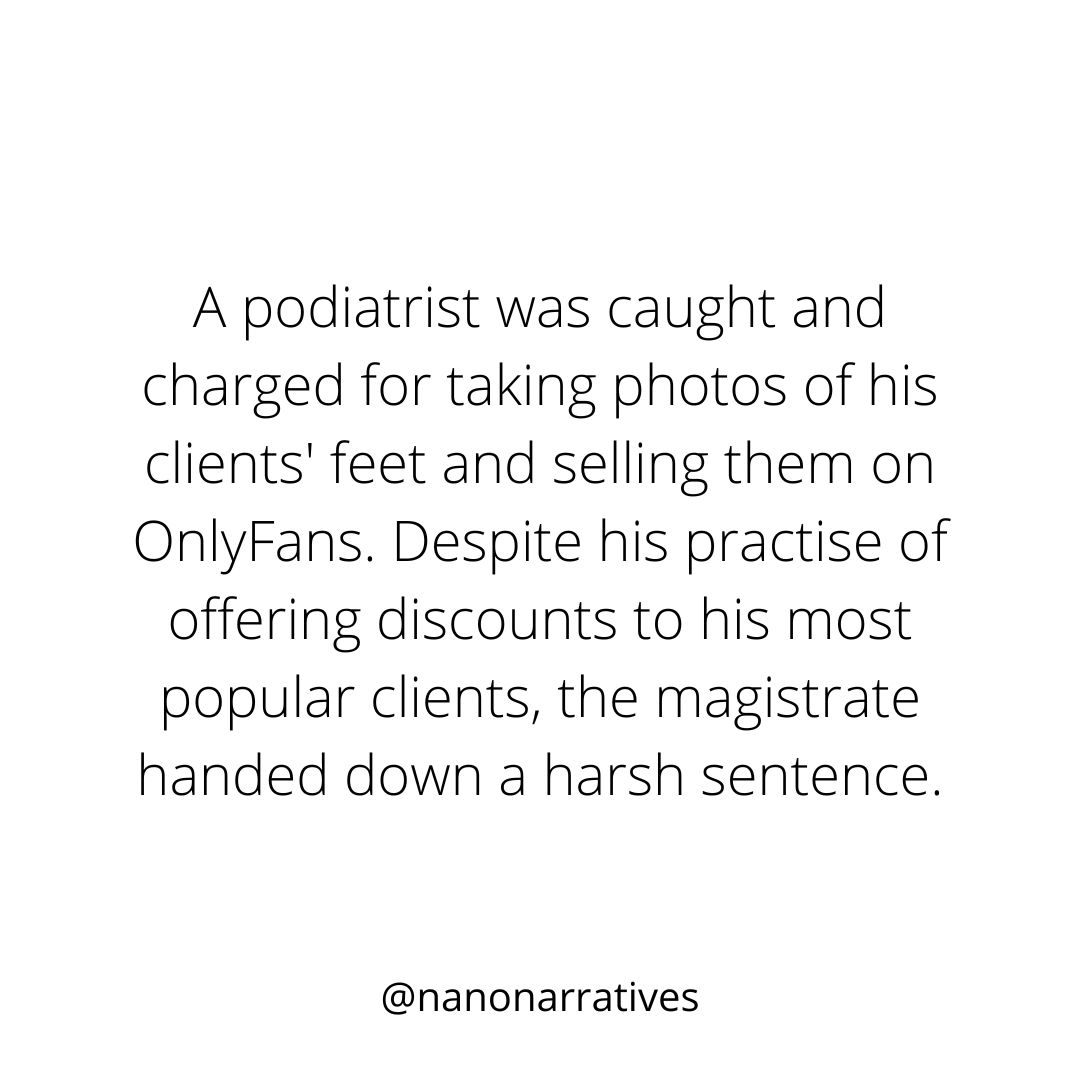 A podiatrist was caught and
charged for taking photos of his
clients' feet and selling them on
OnlyFans. Despite his practise of
offering discounts to his most
popular clients, the magistrate
handed down a harsh sentence.
@nanonarratives